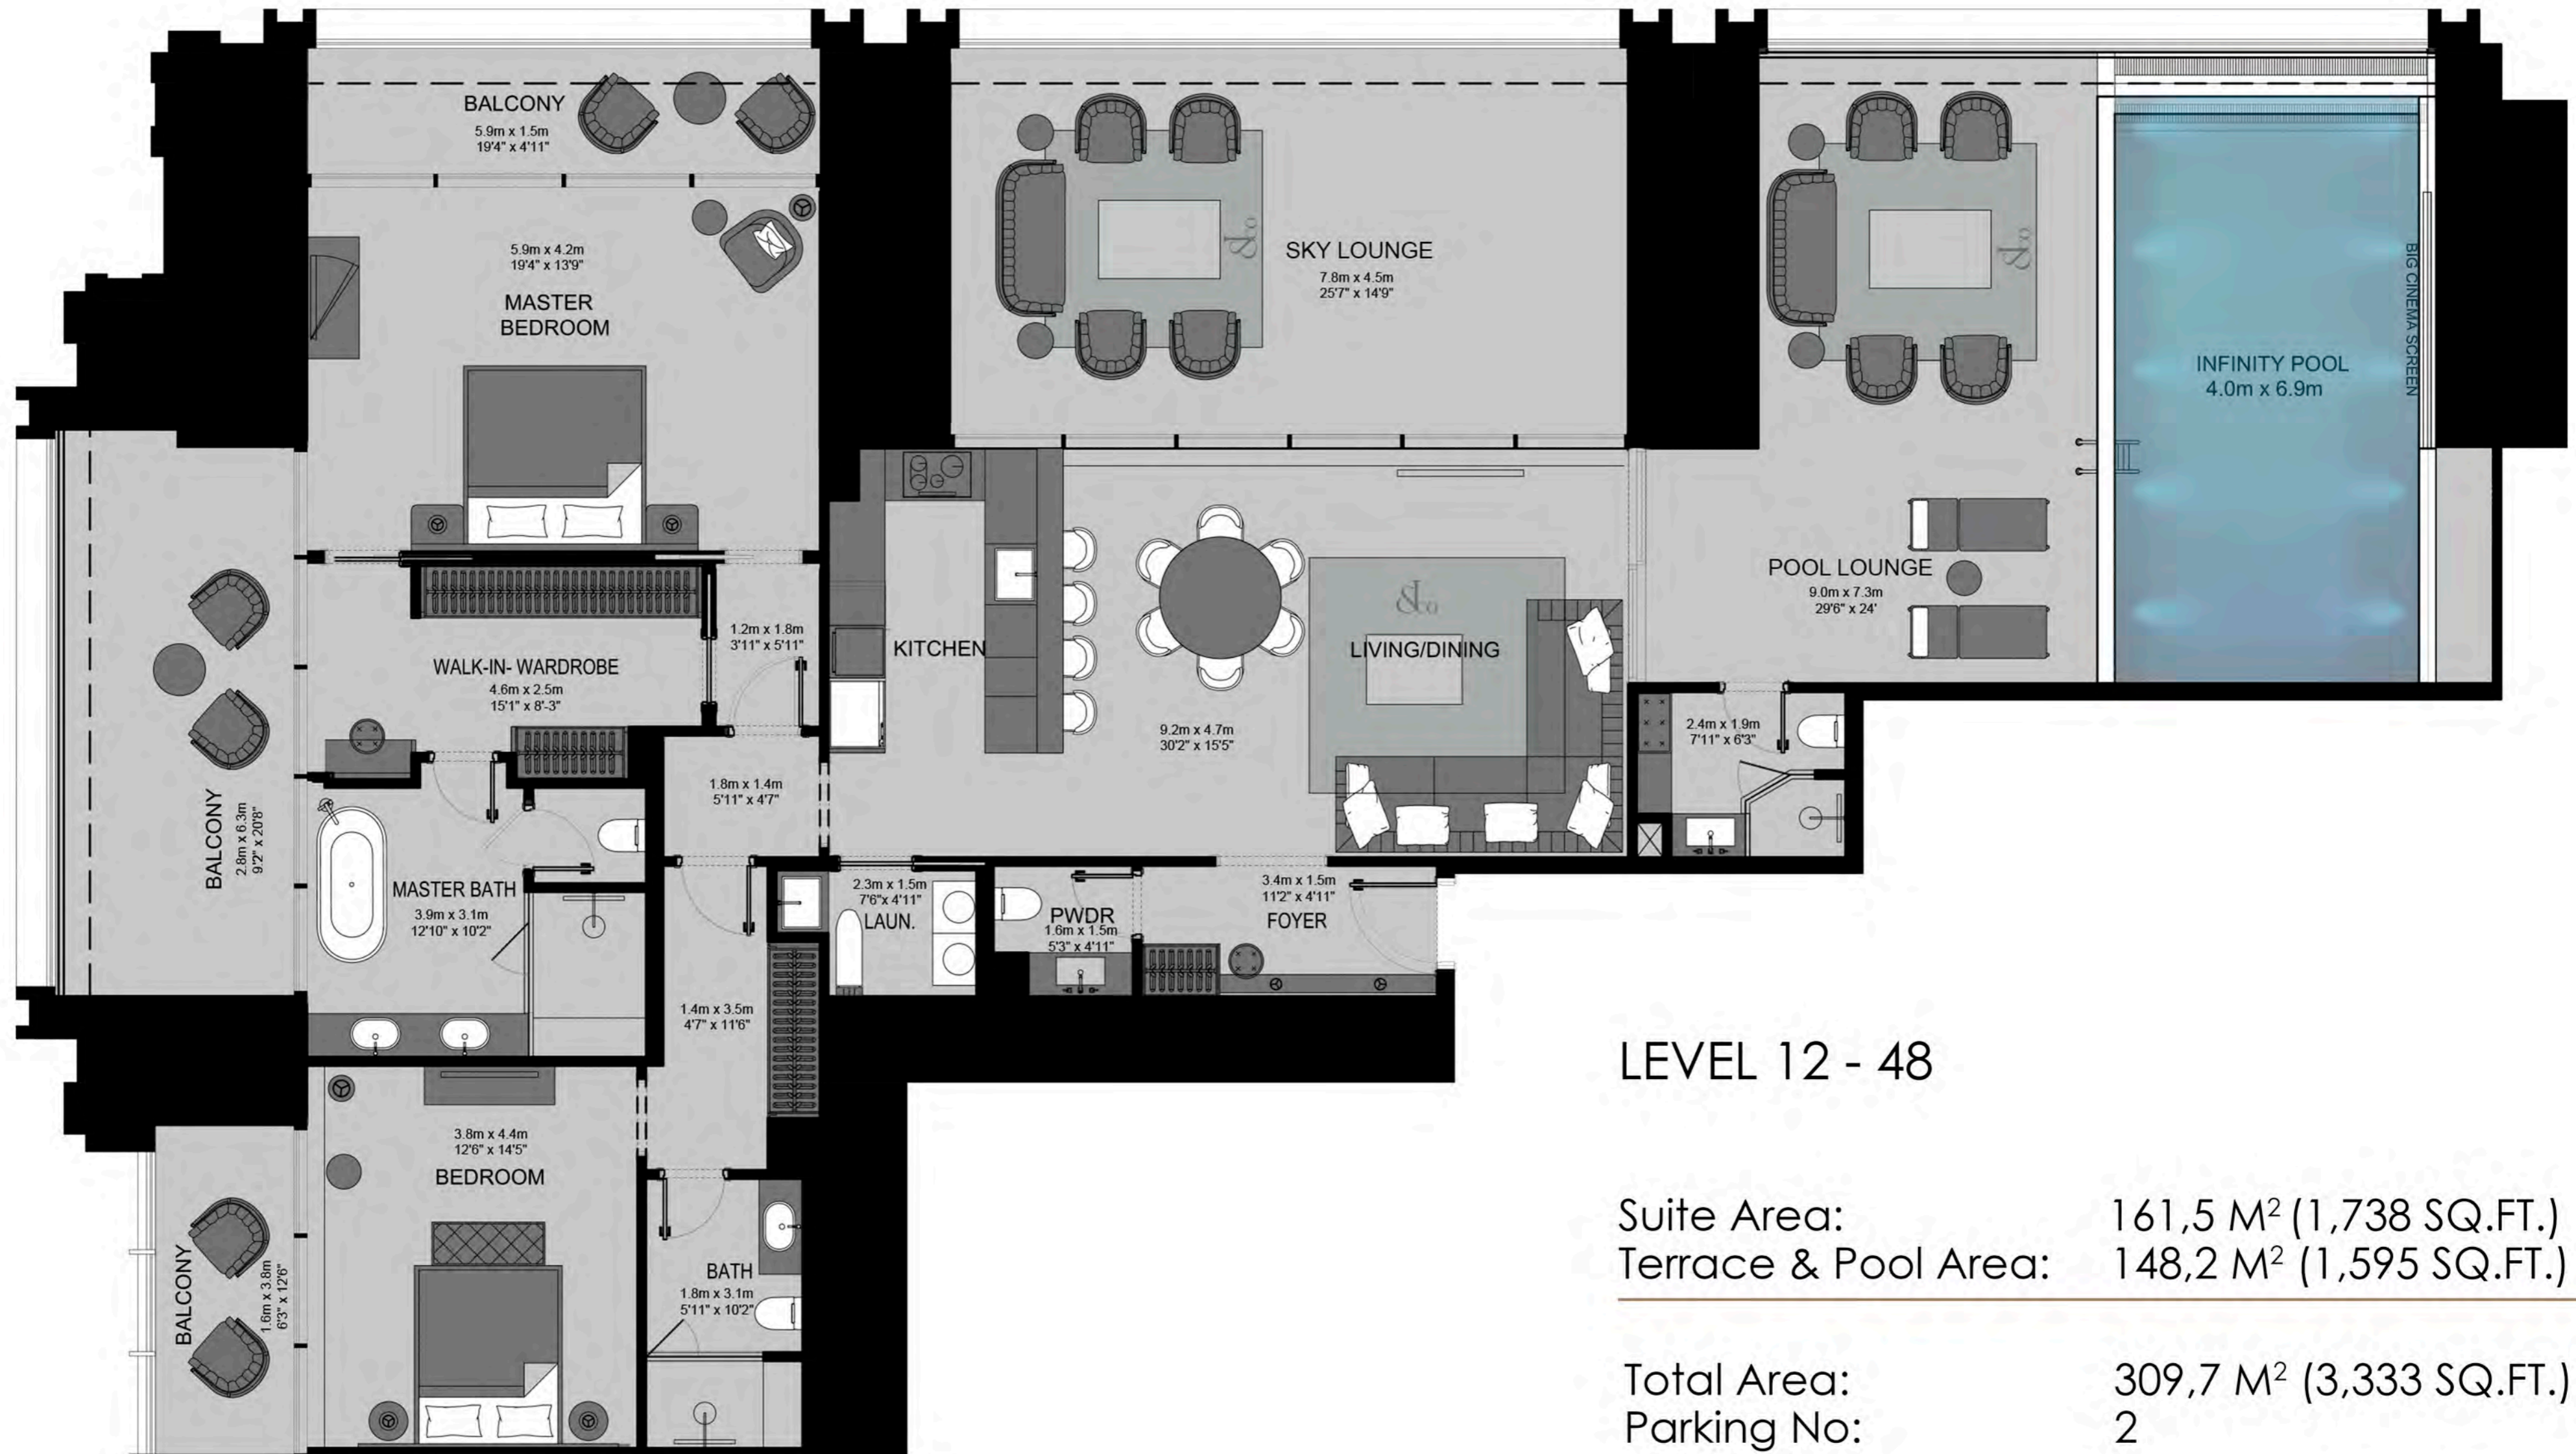 BALCONY
5.9m x 1.5m
19'4" x 4'11"
5.9m x 4.2m
19'4" x 13'9"
MASTER
BEDROOM
&co
SKY LOUNGE
7.8m x 4.5m
25'7" x 14'9"
&co
BIG CINEMA SCREEN
INFINITY POOL
4.0m x 6.9m
POOL LOUNGE
9.0m x 7.3m
29'6" x 24'
1.2m x 1.8m
3'11" x 5'11"
WALK-IN- WARDROBE
4.6m x 2.5m
15'1" x 8'-3"
KITCHEN
&co
LIVING/DINING
9.2m x 4.7m
30'2" x 15'5"
2.4m x 1.9m
7'11" x 6'3"
1.8m x 1.4m
5'11" x 4'7"
BALCONY
2.8m x 6.3m
9'2" x 20'8"
MASTER BATH
3.9m x 3.1m
12'10" x 10'2"
2.3m x 1.5m
7'6"x 4'11"
LAUN.
PWDR
1.6m x 1.5m
5'3" x 4'11"
3.4m x 1.5m
11'2" x 4'11"
FOYER
1.4m x 3.5m
4'7" x 11'6"
3.8m x 4.4m
12'6" x 14'5"
BEDROOM
BALCONY
1.6m x 3.8m
6'3" x 12'6"
BATH
1.8m x 3.1m
5'11" x 10'2"
LEVEL 12 - 48
Suite Area: 161,5 M² (1,738 SQ.FT.)
Terrace & Pool Area: 148,2 M² (1,595 SQ.FT.)
Total Area: 309,7 M² (3,333 SQ.FT.)
Parking No: 2